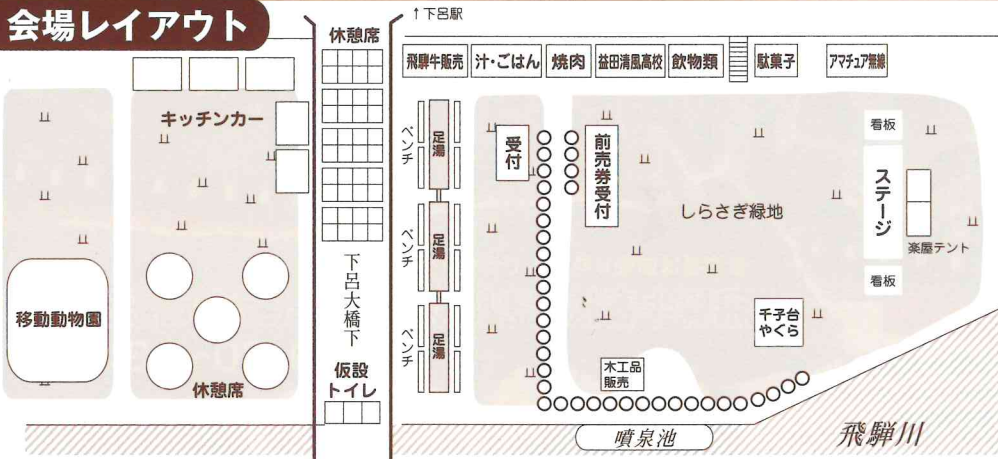 会場レイアウト
↑下呂駅
休憩席
飛騨牛販売
汁・ごはん
焼肉
益田清風高校
飲物類
駄菓子
アマチュア無線
キッチンカー
ベンチ
足湯
受付
前売券受付
看板
ステージ
楽屋テント
しらさぎ緑地
看板
ベンチ
足湯
下呂大橋下
移動動物園
休憩席
千子台
やぐら
ベンチ
足湯
仮設
トイレ
木工品
販売
噴泉池
飛騨川